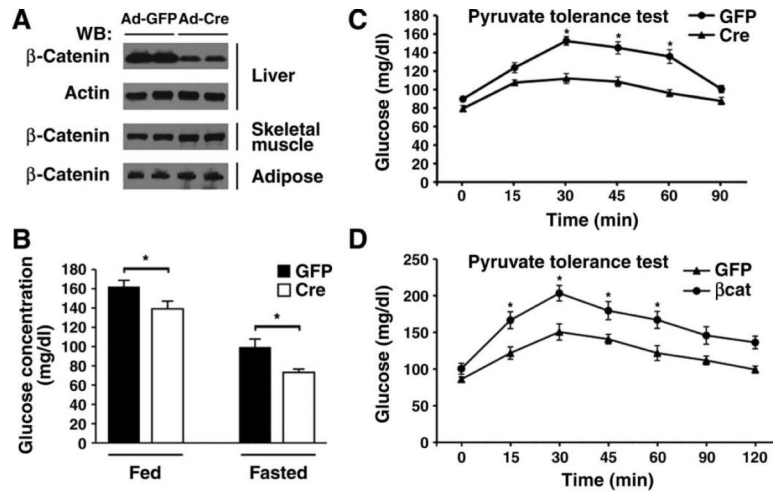 A
Ad-GFP Ad-Cre
WB:
β-Catenin
Actin
Liver
β-Catenin
Skeletal
muscle
β-Catenin
Adipose
B
Glucose concentration
(mg/dl)
180
160
140
120
100
80
60
40
20
0
*
*
GFP
Cre
Fed
Fasted
C
Pyruvate tolerance test
GFP
Cre
Glucose (mg/dl)
180
160
140
120
100
80
60
40
20
0
* * *
0 15 30 45 60 90
Time (min)
D
Pyruvate tolerance test
GFP
βcat
Glucose (mg/dl)
250
200
150
100
50
0
* * * *
0 15 30 45 60 90 120
Time (min)